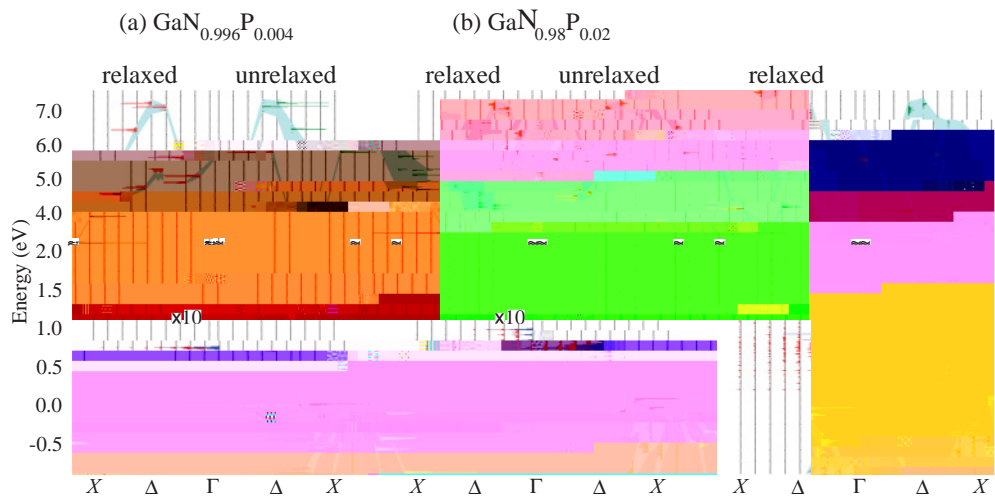 (a) GaN0.996P0.004
(b) GaN0.98P0.02
relaxed unrelaxed relaxed unrelaxed relaxed
7.0
6.0
5.0
4.0
2.0
1.5
1.0
0.5
0.0
-0.5
Energy (eV)
x10 x10
X Δ Γ Δ X X Δ Γ Δ X X Δ Γ Δ X